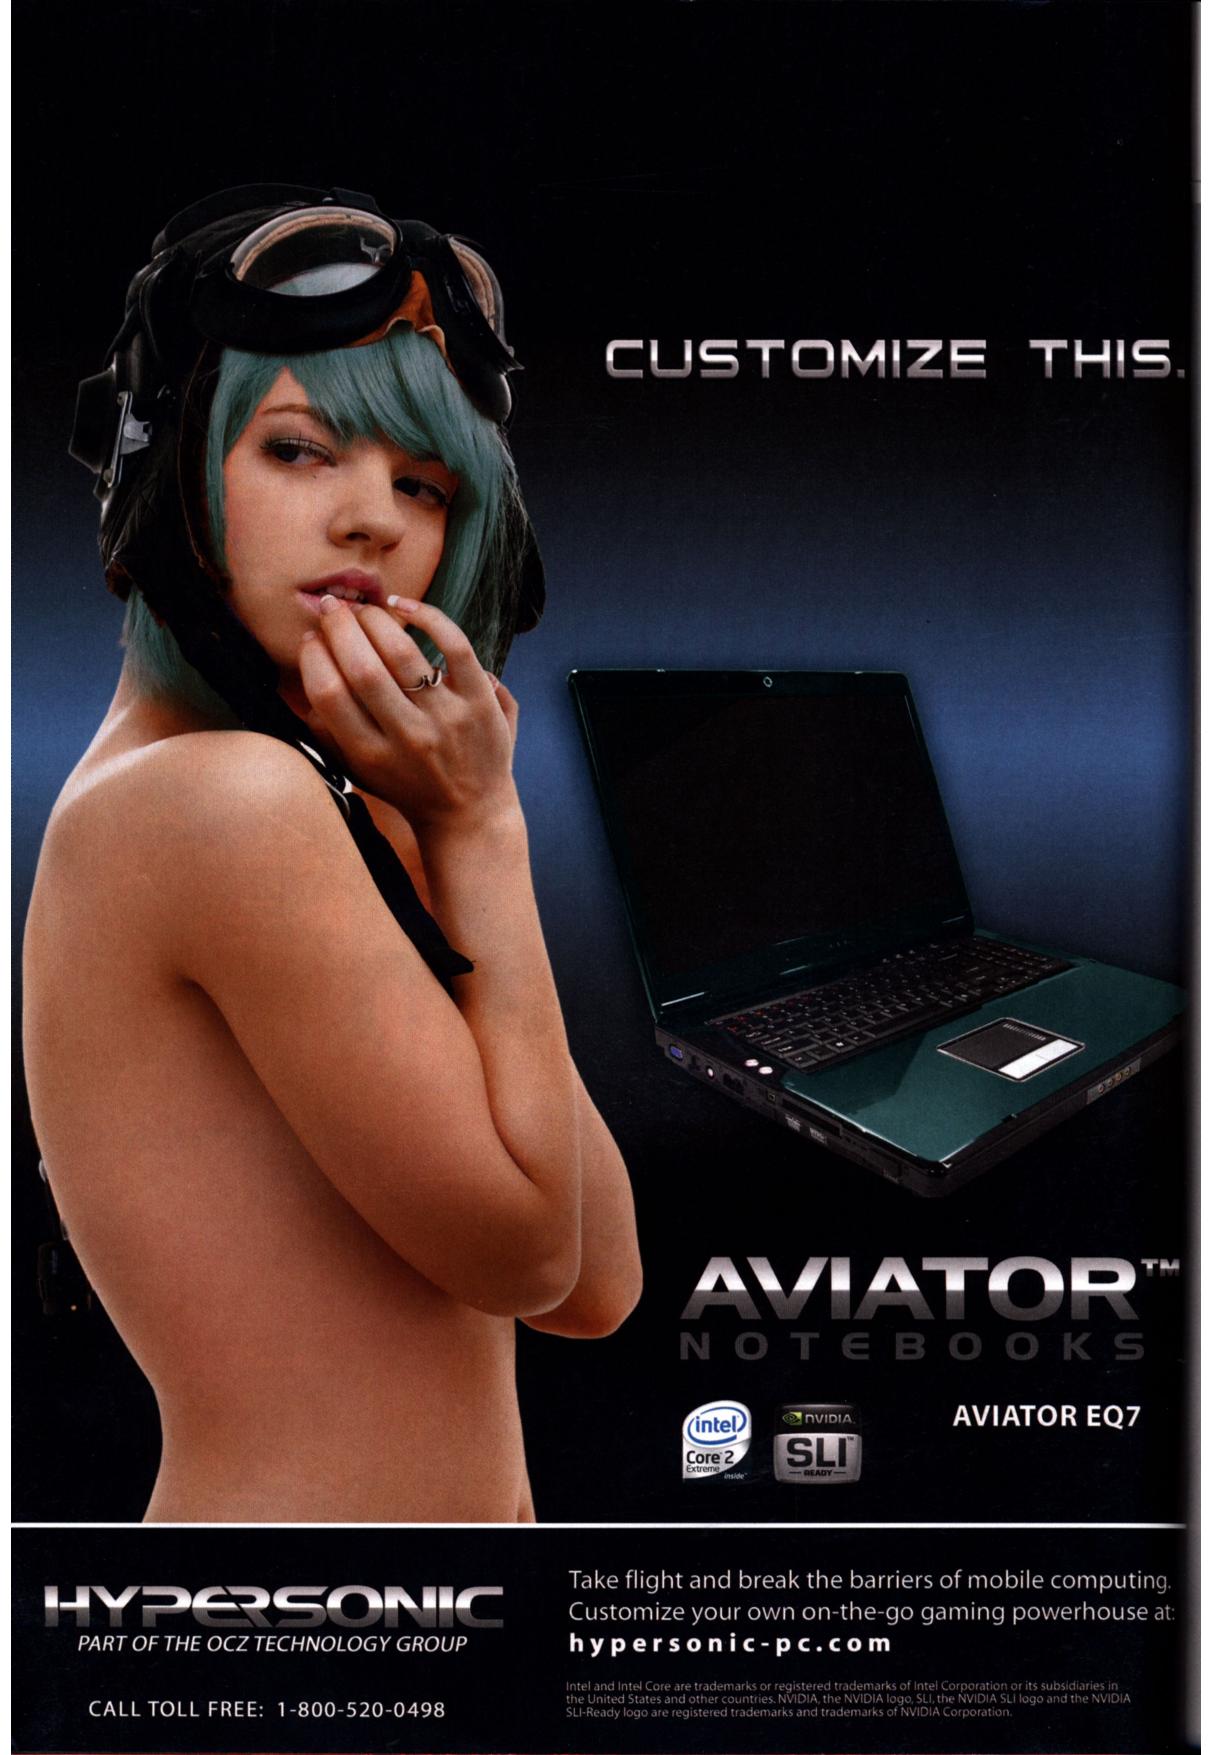 CUSTOMIZE THIS.
AVIATOR™
NOTEBOOKS
AVIATOR EQ7
intel
Core™2
Extreme
inside™
NVIDIA.
SLI™
READY
HYPERSONIC
PART OF THE OCZ TECHNOLOGY GROUP
CALL TOLL FREE: 1-800-520-0498
Take flight and break the barriers of mobile computing.
Customize your own on-the-go gaming powerhouse at:
hypersonic-pc.com
Intel and Intel Core are trademarks or registered trademarks of Intel Corporation or its subsidiaries in
the United States and other countries. NVIDIA, the NVIDIA logo, SLI, the NVIDIA SLI logo and the NVIDIA
SLI-Ready logo are registered trademarks and trademarks of NVIDIA Corporation.